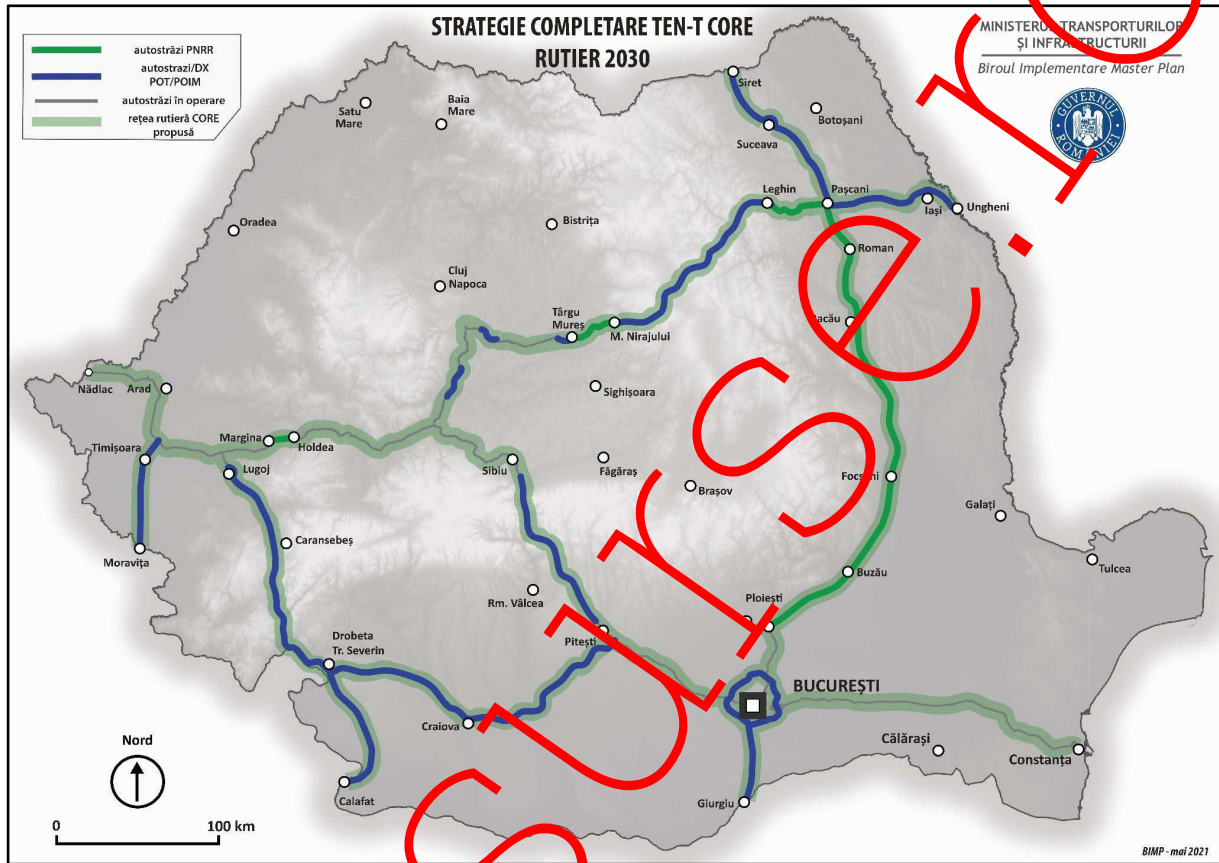 STRATEGIE COMPLETARE TEN-T CORE
RUTIER 2030
MINISTERUL TRANSPORTURILOR
ȘI INFRASTRUCTURII
Biroul Implementare Master Plan
GUVERNUL ROMÂNIEI
autostrăzi PNRR
autostrazi/DX
POT/POIM
autostrăzi în operare
rețea rutieră CORE
propusă
Siret
Satu
Mare
Baia
Mare
Botoșani
Suceava
Leghin
Pașcani
Iași
Ungheni
Oradea
Bistrița
Roman
Cluj
Napoca
Târgu
Mureș
M. Nirajului
Nădlac
Arad
Sighișoara
Margina
Holdea
Timișoara
Lugoj
Sibiu
Făgăraș
Brașov
Galați
Caransebeș
Moravița
Tulcea
Buzău
Rm. Vâlcea
Ploiești
Drobeta
Tr. Severin
Pitești
BUCUREȘTI
Craiova
Călărași
Constanța
Nord
Calafat
Giurgiu
0
100 km
BIMP - mai 2021